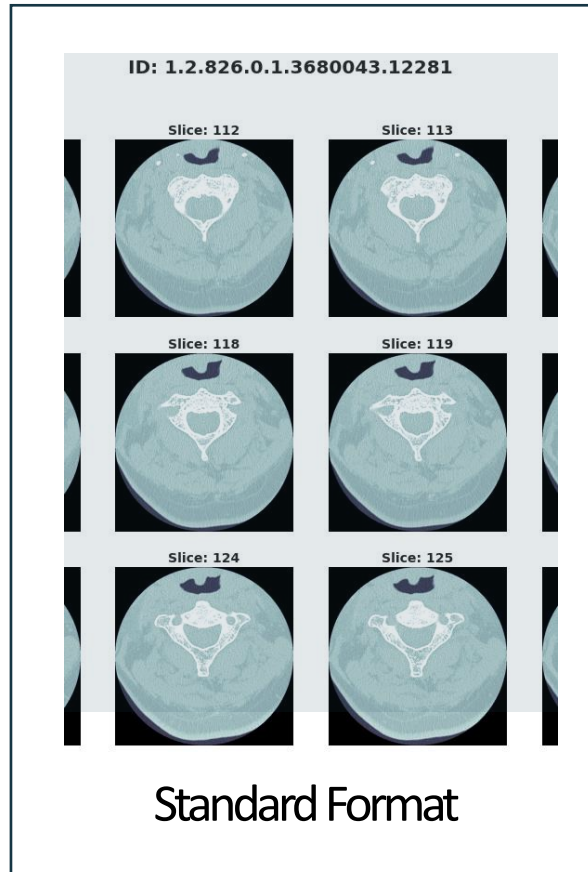 ID: 1.2.826.0.1.3680043.12281
Slice: 112
Slice: 113
Slice: 118
Slice: 119
Slice: 124
Slice: 125
Standard Format